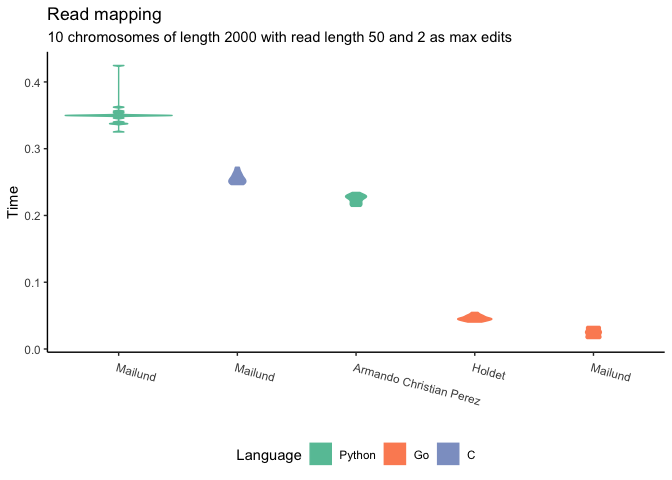 Read mapping
10 chromosomes of length 2000 with read length 50 and 2 as max edits
Time
0.4
0.3
0.2
0.1
0.0
Mailund
Mailund
Armando Christian Perez
Holdet
Mailund
Language
Python
Go
C